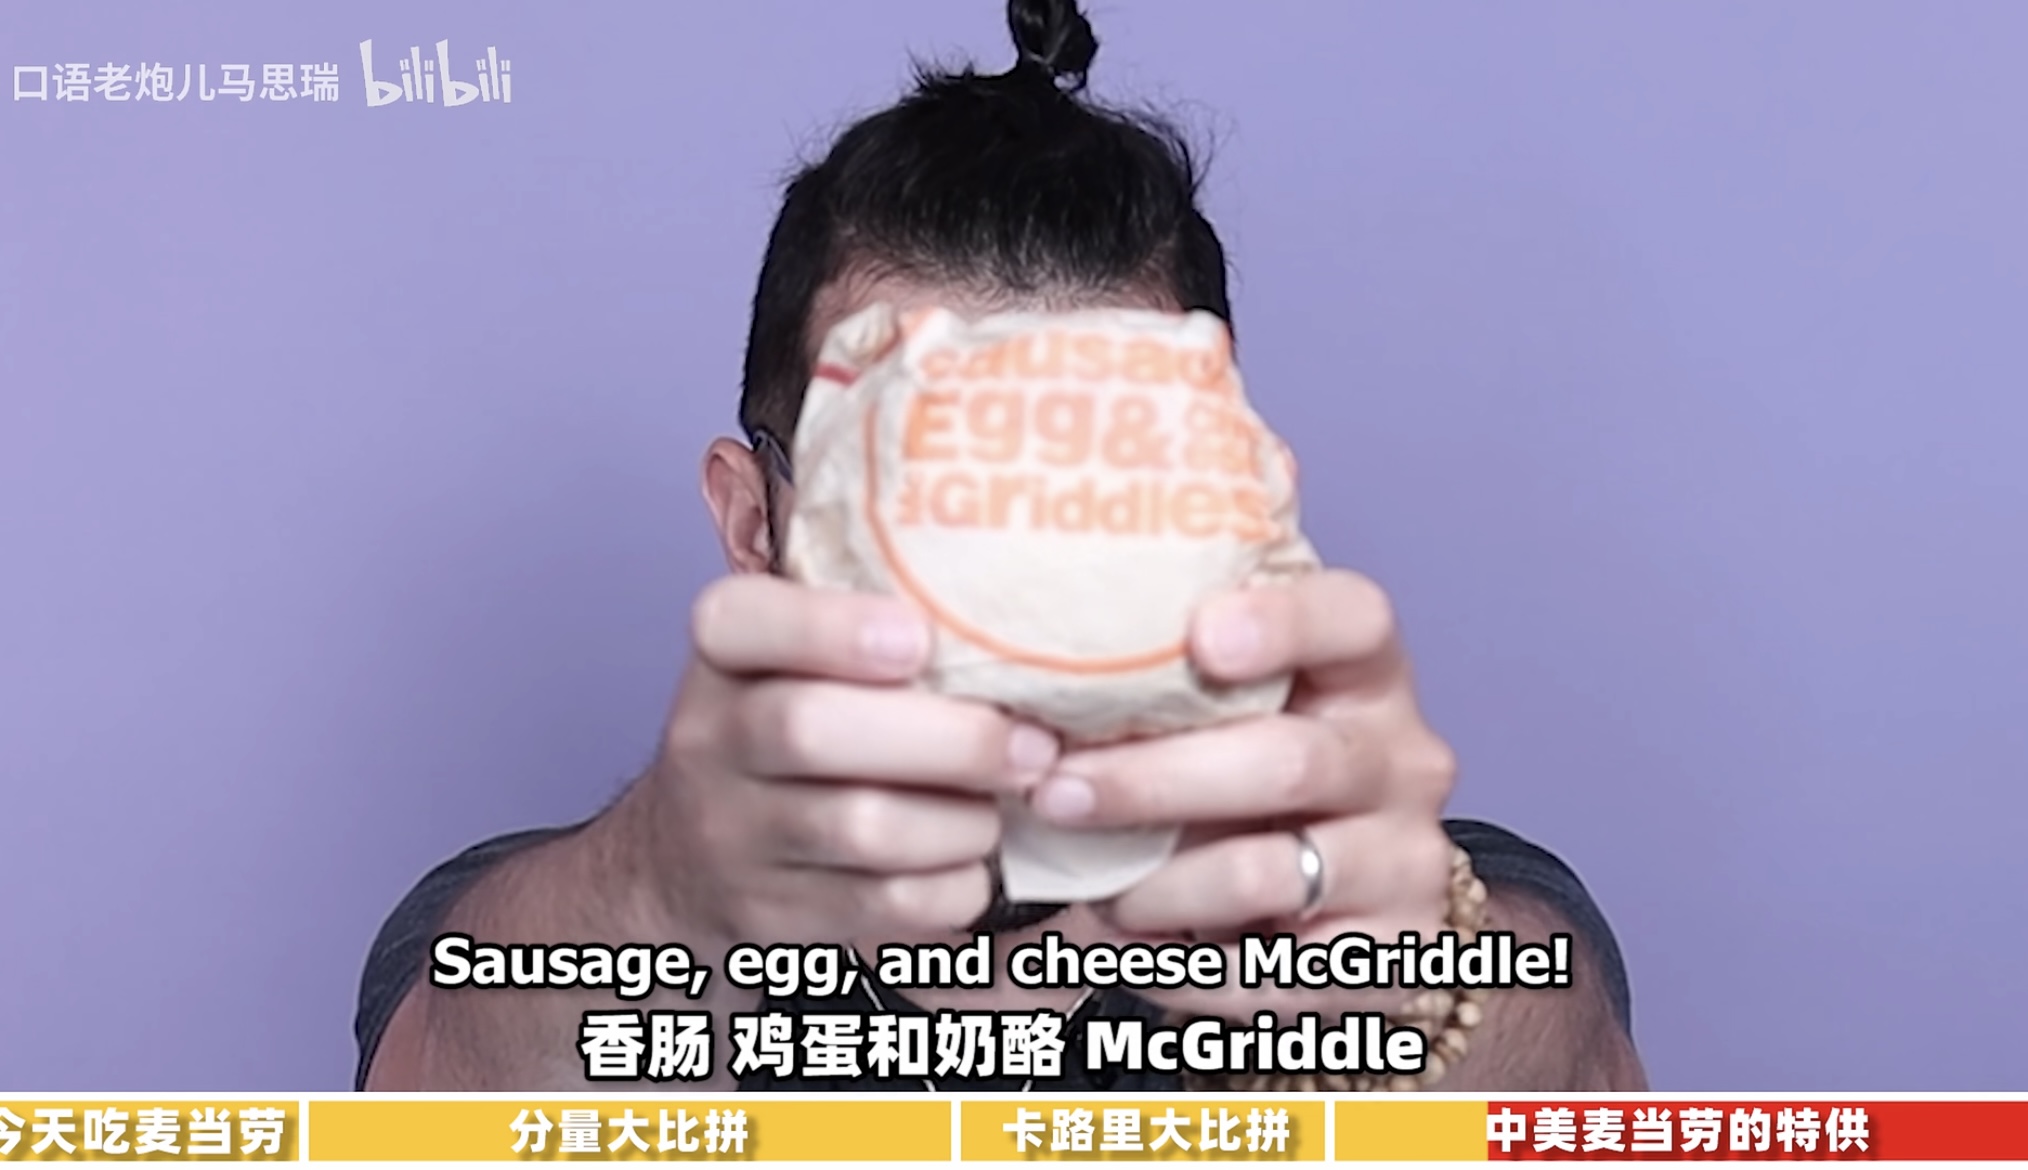 口语老炮儿马思瑞 bilibili
Egg &
Griddles
Sausage, egg, and cheese McGriddle!
香肠 鸡蛋和奶酪 McGriddle
今天吃麦当劳 分量大比拼 卡路里大比拼 中美麦当劳的特供